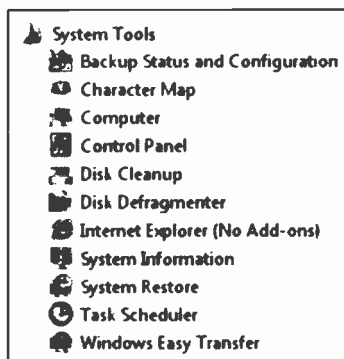 System Tools
Backup Status and Configuration
Character Map
Computer
Control Panel
Disk Cleanup
Disk Defragmenter
Internet Explorer (No Add-ons)
System Information
System Restore
Task Scheduler
Windows Easy Transfer